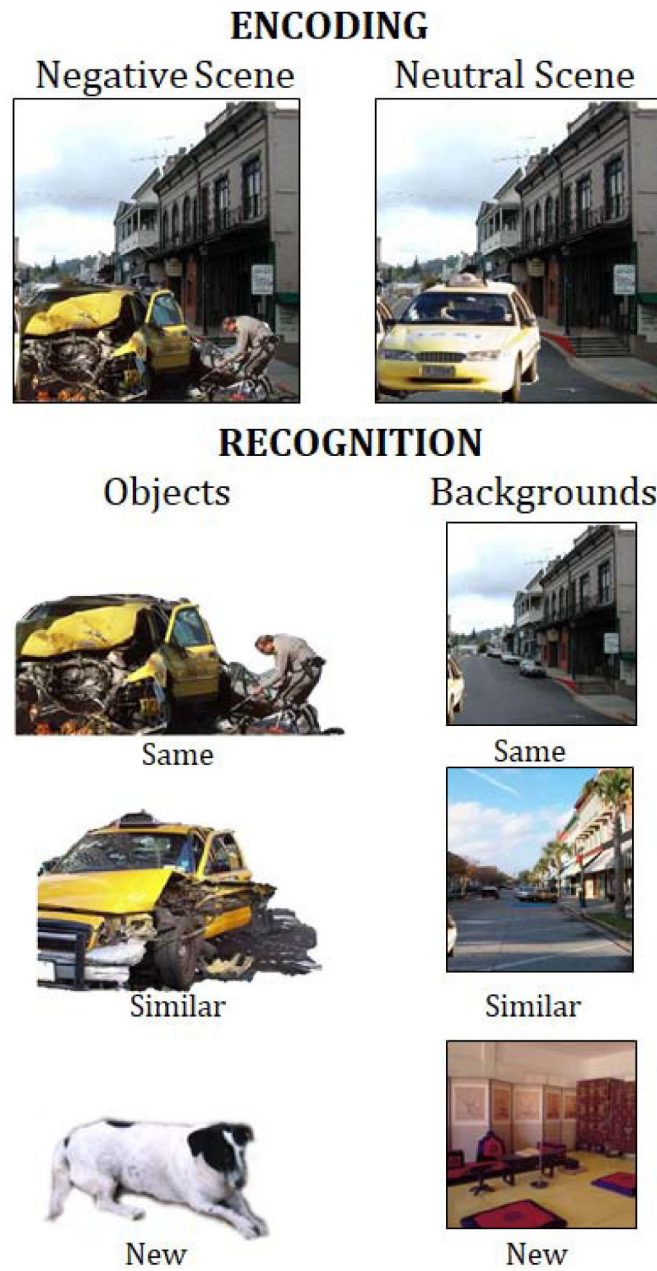 ENCODING
Negative Scene Neutral Scene
RECOGNITION
Objects Backgrounds
Same Same
Similar Similar
New New